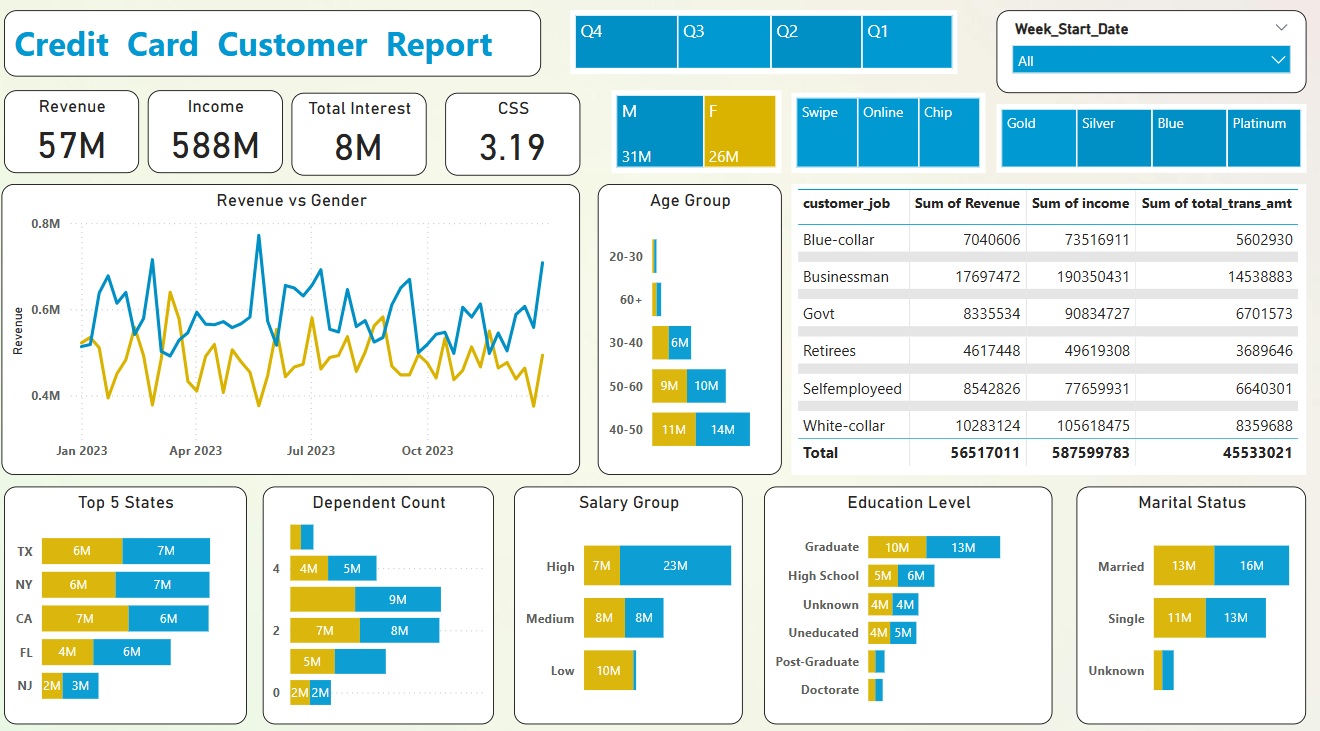 Credit Card Customer Report
Q4
Q3
Q2
Q1
Week_Start_Date
All
Revenue
57M
Income
588M
Total Interest
8M
CSS
3.19
M
31M
F
26M
Swipe
Online
Chip
Gold
Silver
Blue
Platinum
Revenue vs Gender
0.8M
0.6M
0.4M
Revenue
Jan 2023
Apr 2023
Jul 2023
Oct 2023
Age Group
20-30
60+
30-40 6M
50-60 9M 10M
40-50 11M 14M
customer_job Sum of Revenue Sum of income Sum of total_trans_amt
Blue-collar 7040606 73516911 5602930
Businessman 17697472 190350431 14538883
Govt 8335534 90834727 6701573
Retirees 4617448 49619308 3689646
Selfemployeed 8542826 77659931 6640301
White-collar 10283124 105618475 8359688
Total 56517011 587599783 45533021
Top 5 States
TX 6M 7M
NY 6M 7M
CA 7M 6M
FL 4M 6M
NJ 2M 3M
Dependent Count
4 4M 5M
9M
2 7M 8M
5M
0 2M 2M
Salary Group
High 7M 23M
Medium 8M 8M
Low 10M
Education Level
Graduate 10M 13M
High School 5M 6M
Unknown 4M 4M
Uneducated 4M 5M
Post-Graduate
Doctorate
Marital Status
Married 13M 16M
Single 11M 13M
Unknown